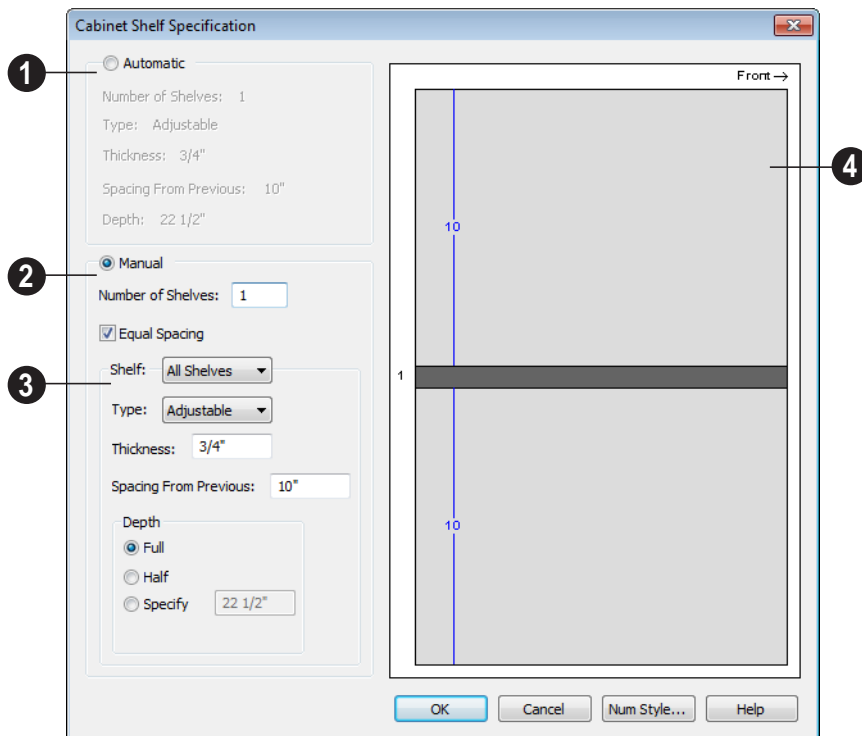 Cabinet Shelf Specification
1
Automatic
Number of Shelves: 1
Type: Adjustable
Thickness: 3/4"
Spacing From Previous: 10"
Depth: 22 1/2"
2
Manual
Number of Shelves: 1
Equal Spacing
3
Shelf: All Shelves
Type: Adjustable
Thickness: 3/4"
Spacing From Previous: 10"
Depth
Full
Half
Specify 22 1/2"
Front →
4
10
1
10
OK Cancel Num Style... Help